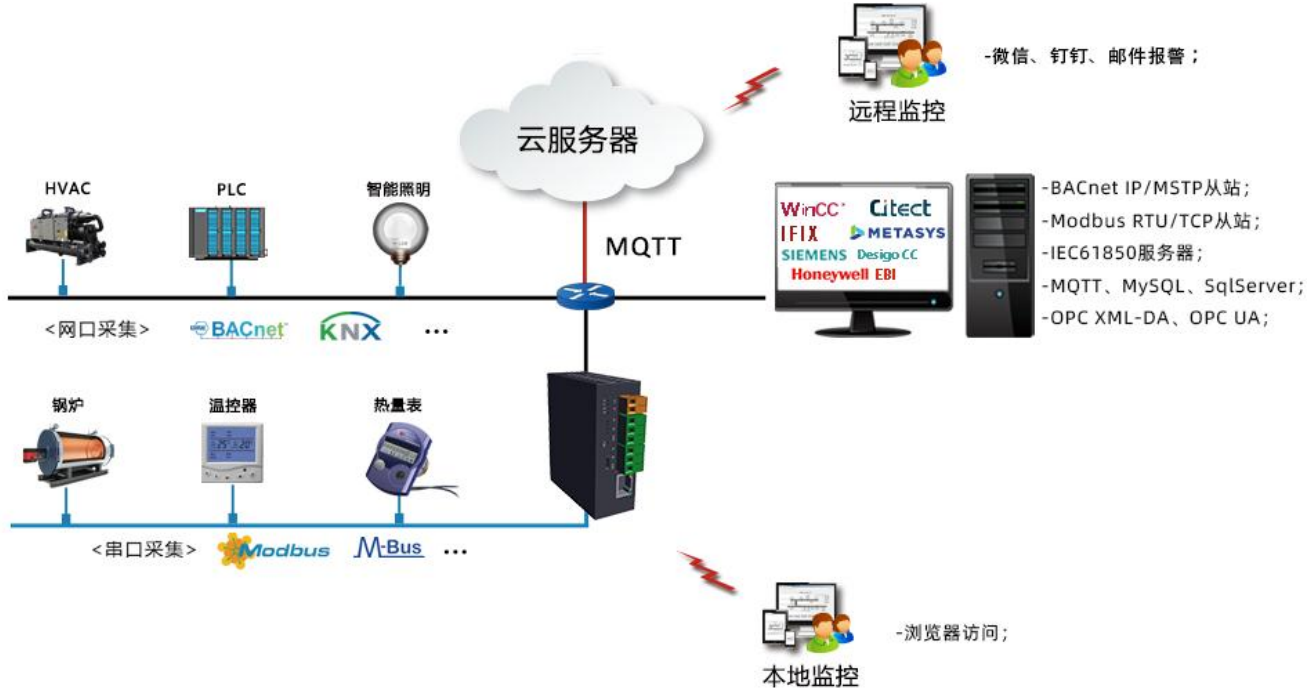 -微信、钉钉、邮件报警；
远程监控
云服务器
HVAC
PLC
智能照明
MQTT
WinCC
Citect
IFIX
METASYS
SIEMENS Desigo CC
Honeywell EBI
-BACnet IP/MSTP从站;
-Modbus RTU/TCP从站;
-IEC61850服务器;
-MQTT、MySQL、SqlServer;
-OPC XML-DA、OPC UA;
<网口采集>
BACnet
KNX
...
锅炉
温控器
热量表
<串口采集>
Modbus
M-Bus
...
-浏览器访问;
本地监控